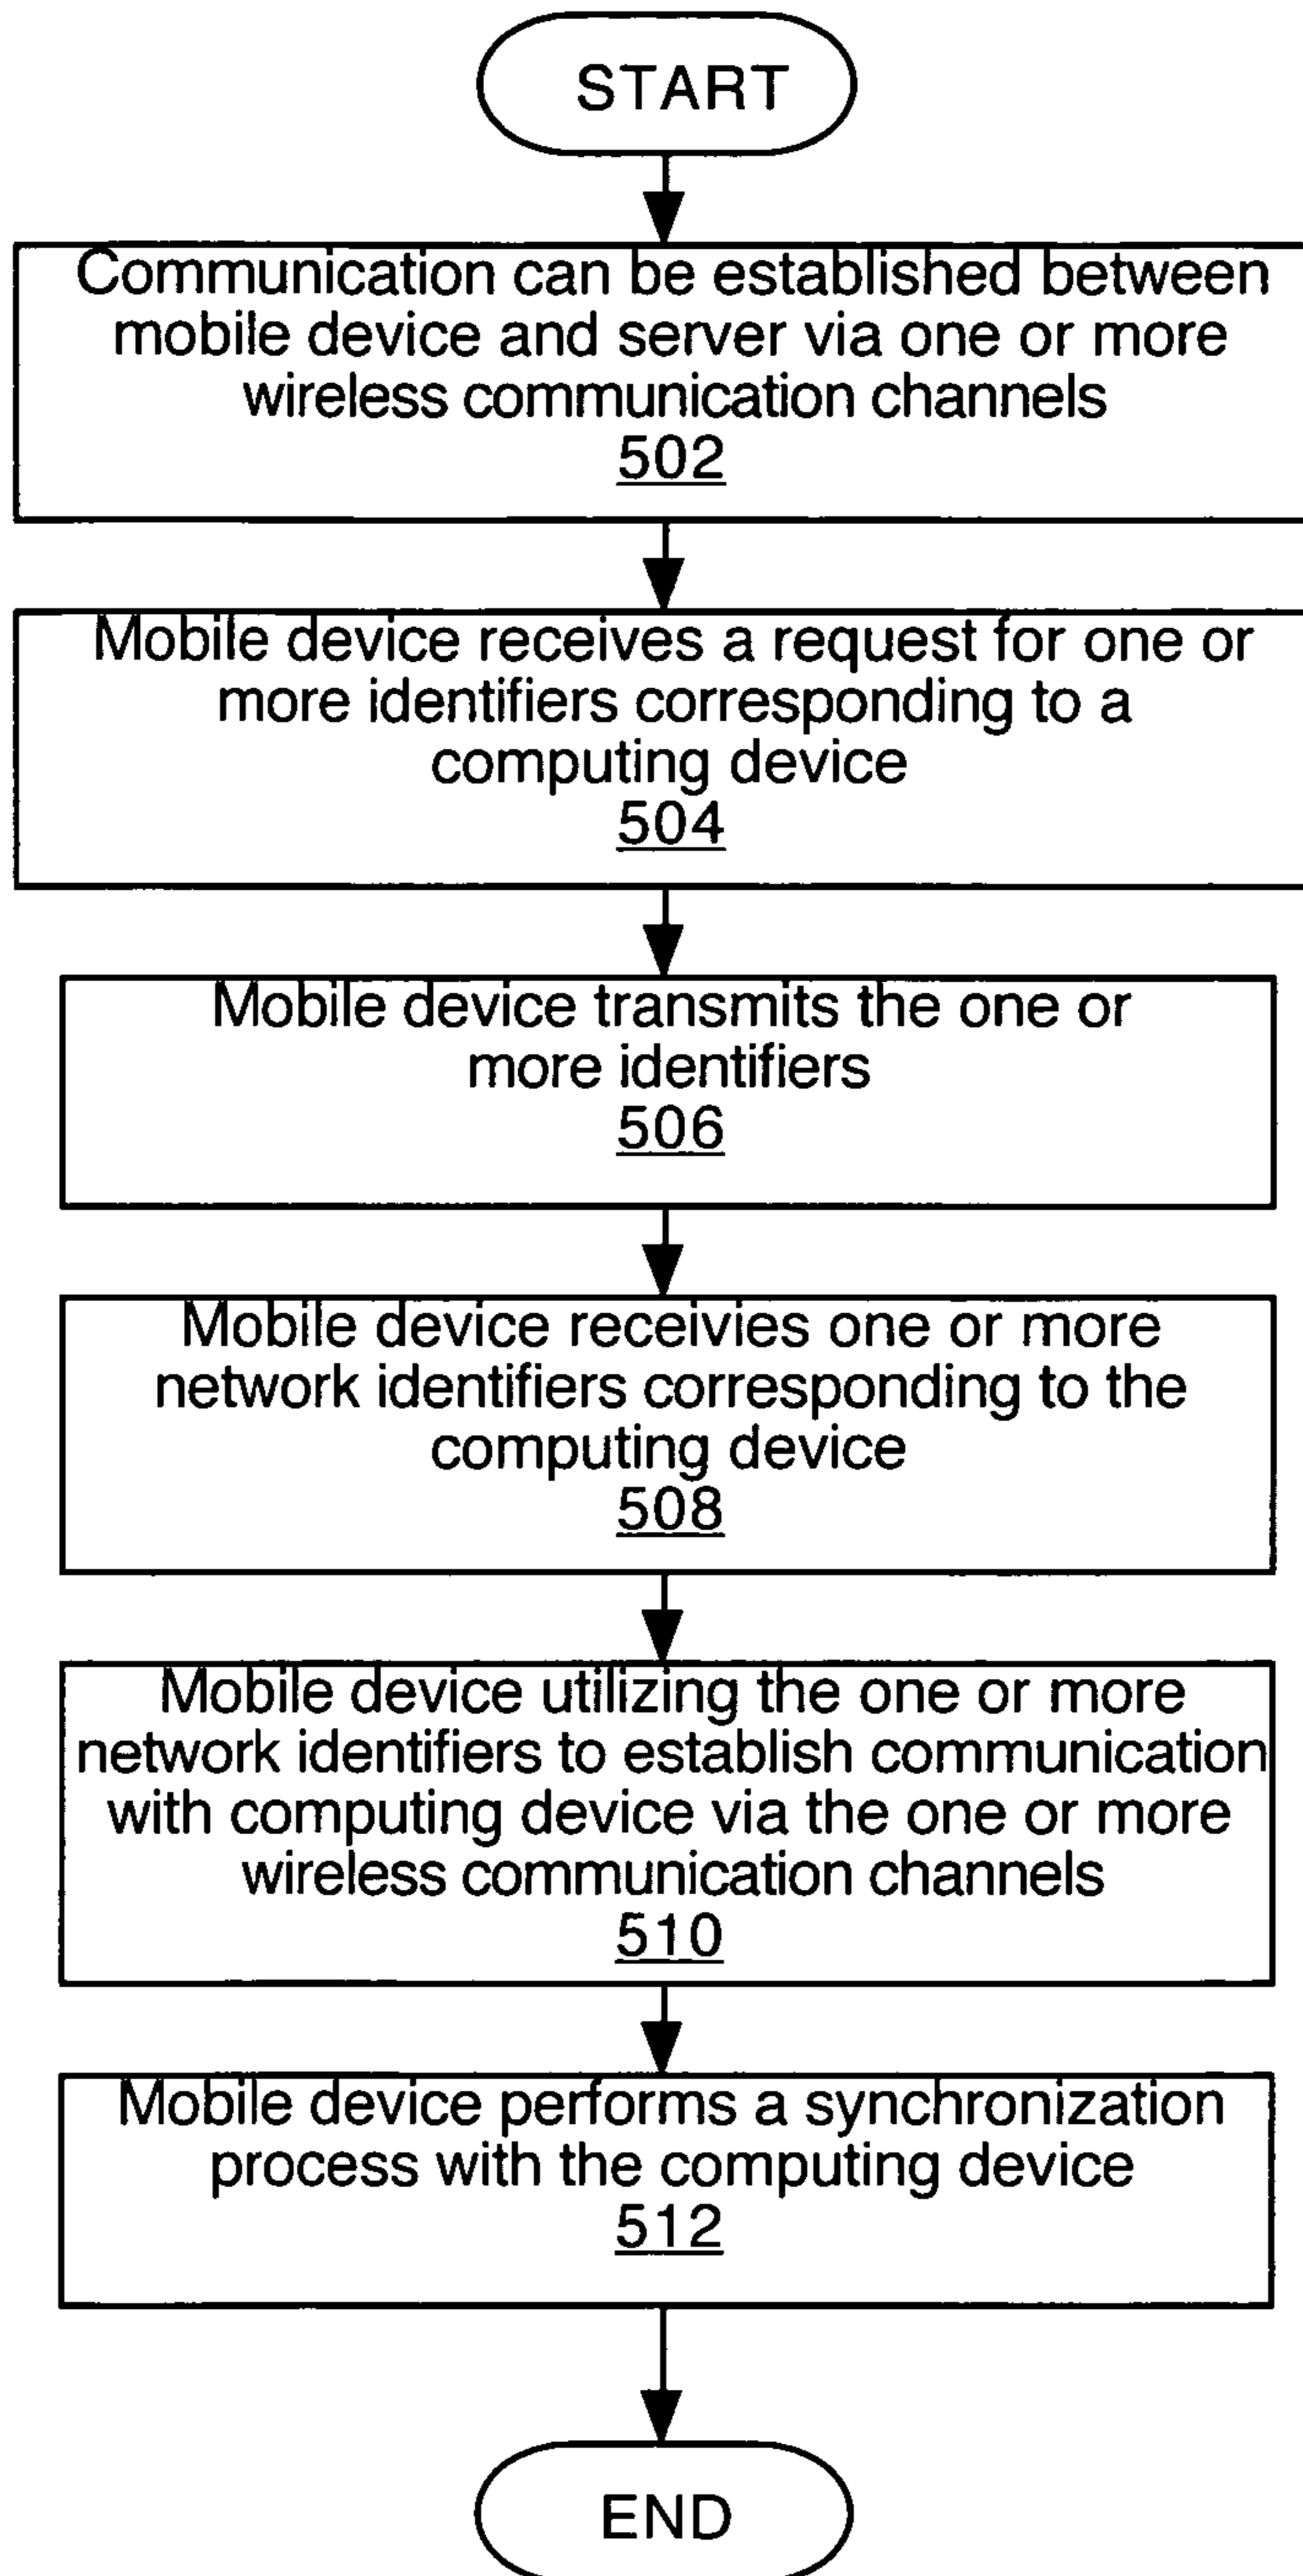 START
Communication can be established between
mobile device and server via one or more
wireless communication channels
502
Mobile device receives a request for one or
more identifiers corresponding to a
computing device
504
Mobile device transmits the one or
more identifiers
506
Mobile device receivies one or more
network identifiers corresponding to the
computing device
508
Mobile device utilizing the one or more
network identifiers to establish communication
with computing device via the one or more
wireless communication channels
510
Mobile device performs a synchronization
process with the computing device
512
END